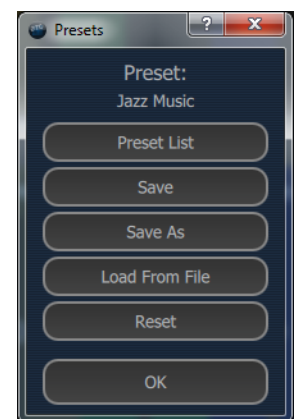 Presets
Preset:
Jazz Music
Preset List
Save
Save As
Load From File
Reset
OK